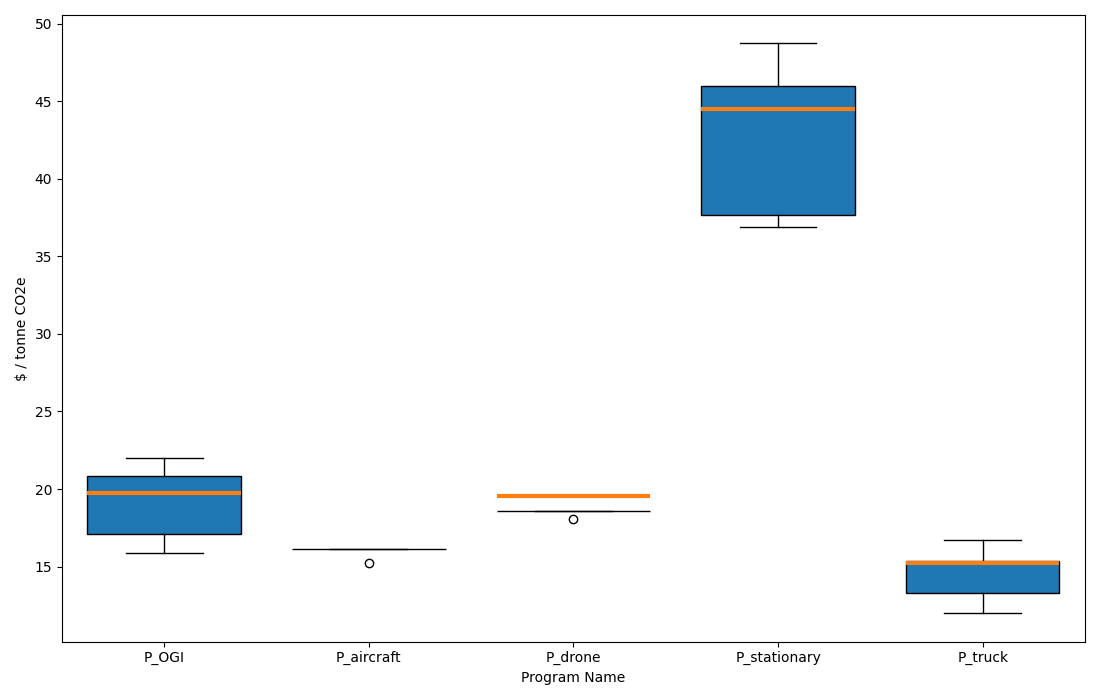 50
45
40
35
30
25
20
15
$ / tonne CO2e
P_OGI
P_aircraft
P_drone
P_stationary
P_truck
Program Name